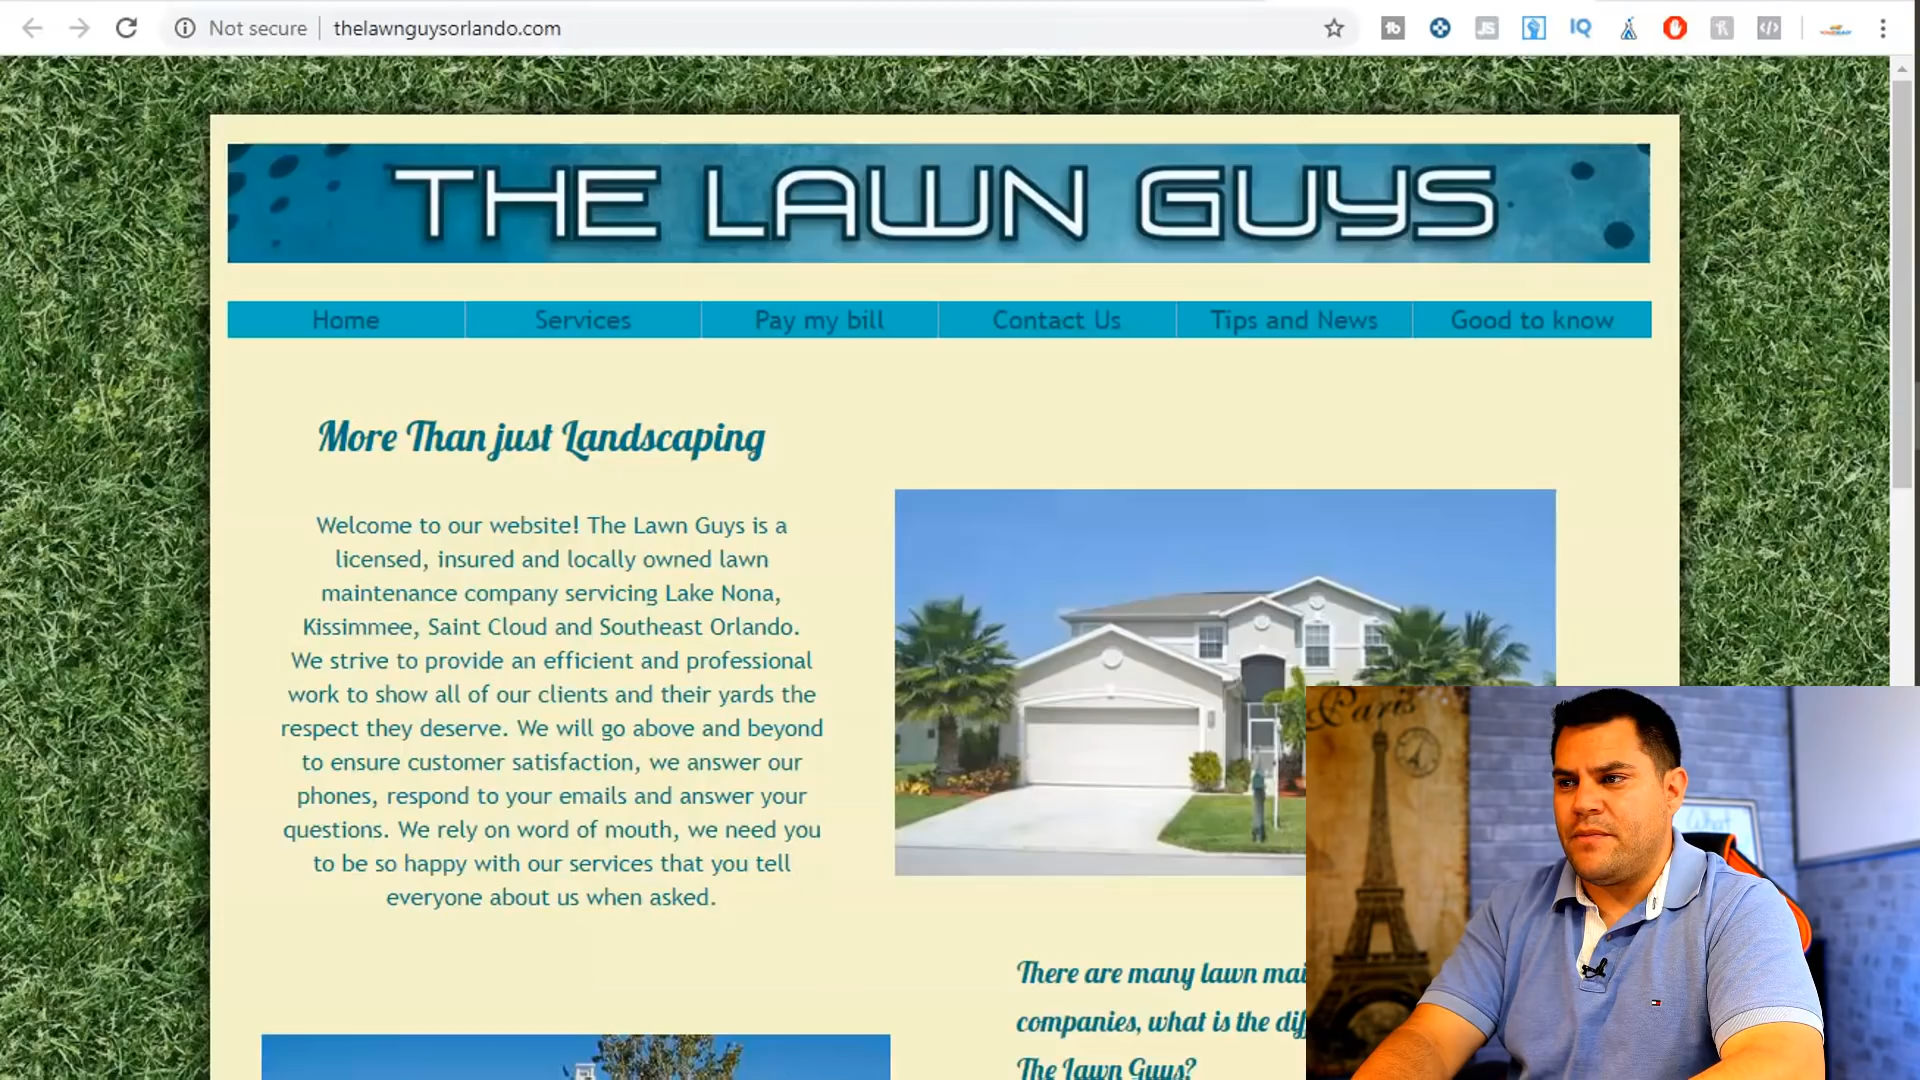 Not secure
thelawnguysorlando.com
THE LAWN GUYS
Home
Services
Pay my bill
Contact Us
Tips and News
Good to know
More Than just Landscaping
Welcome to our website! The Lawn Guys is a
licensed, insured and locally owned lawn
maintenance company servicing Lake Nona,
Kissimmee, Saint Cloud and Southeast Orlando.
We strive to provide an efficient and professional
work to show all of our clients and their yards the
respect they deserve. We will go above and beyond
to ensure customer satisfaction, we answer our
phones, respond to your emails and answer your
questions. We rely on word of mouth, we need you
to be so happy with our services that you tell
everyone about us when asked.
There are many lawn
companies, what is the
The Lawn Guys?
Paris
What